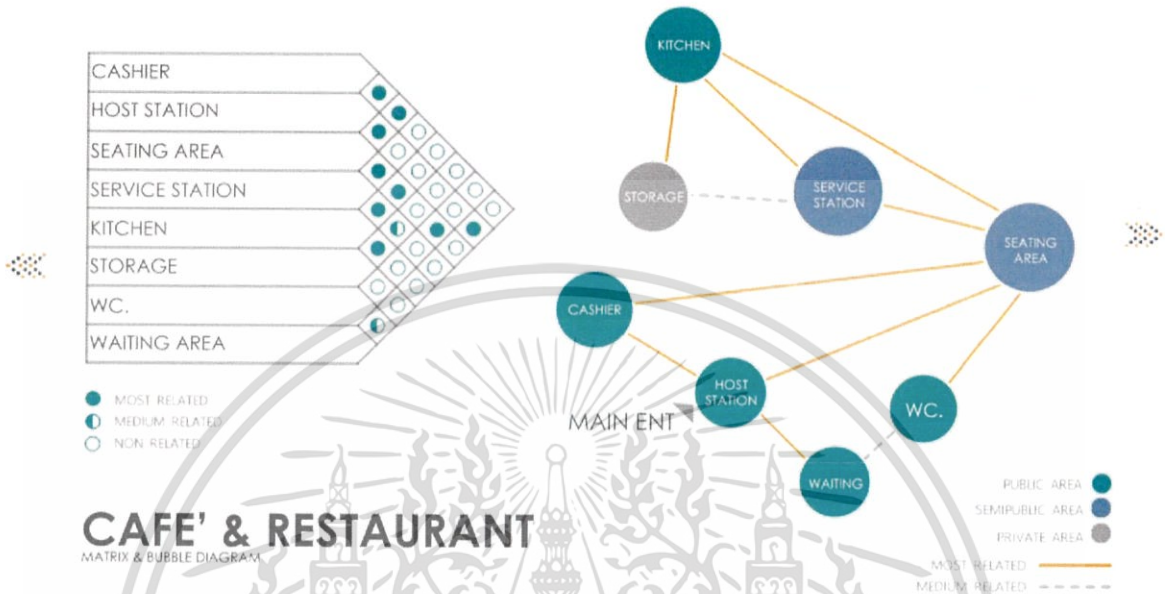 CASHIER
HOST STATION
SEATING AREA
SERVICE STATION
KITCHEN
STORAGE
WC.
WAITING AREA
MOST RELATED
MEDIUM RELATED
NON RELATED
CAFE' & RESTAURANT
MATRIX & BUBBLE DIAGRAM
KITCHEN
STORAGE
SERVICE
STATION
SEATING
AREA
CASHIER
HOST
STATION
MAIN ENT
WC.
WAITING
PUBLIC AREA
SEMIPUBLIC AREA
PRIVATE AREA
MOST RELATED
MEDIUM RELATED